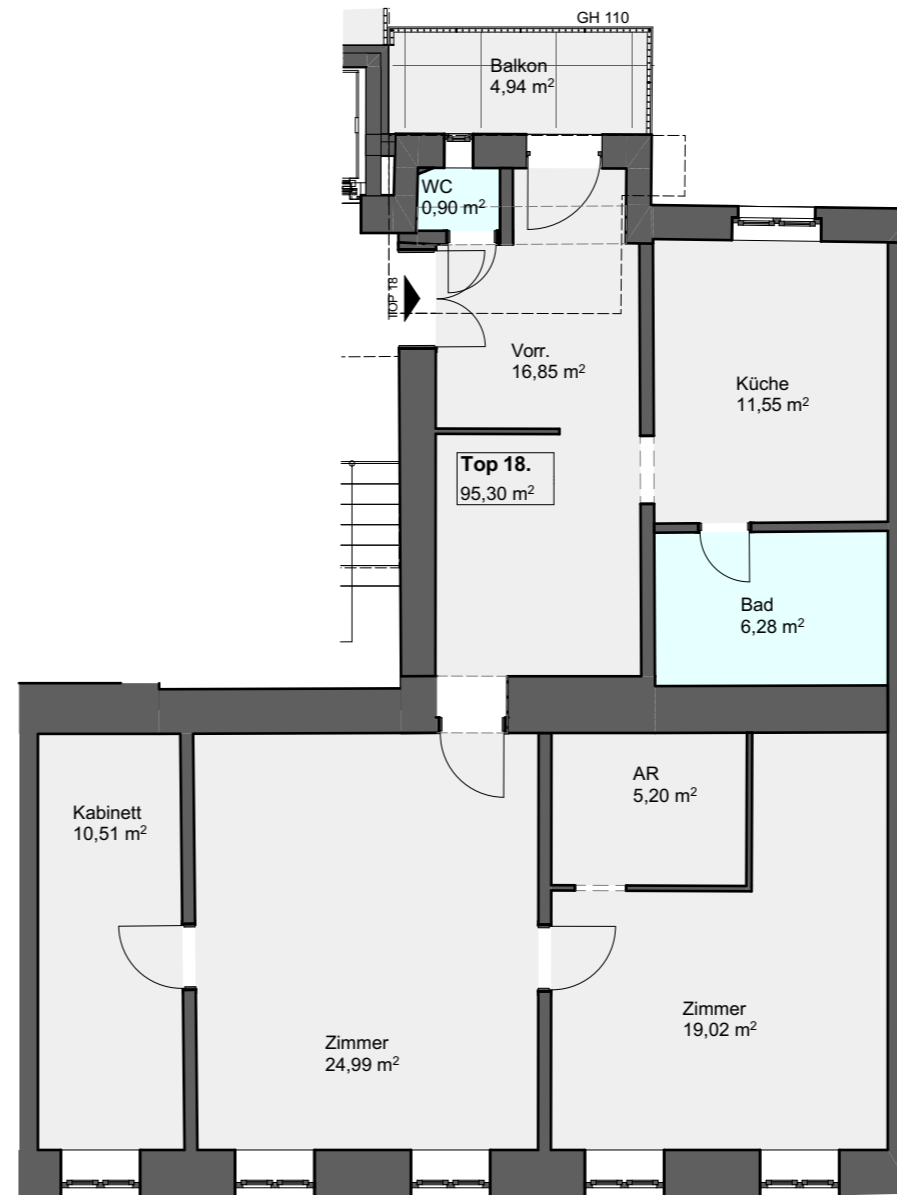 GH 110
Balkon
4,94 m²
WC
0,90 m²
TOP 18
Vorr.
16,85 m²
Küche
11,55 m²
Top 18.
95,30 m²
Bad
6,28 m²
Kabinett
10,51 m²
AR
5,20 m²
Zimmer
24,99 m²
Zimmer
19,02 m²